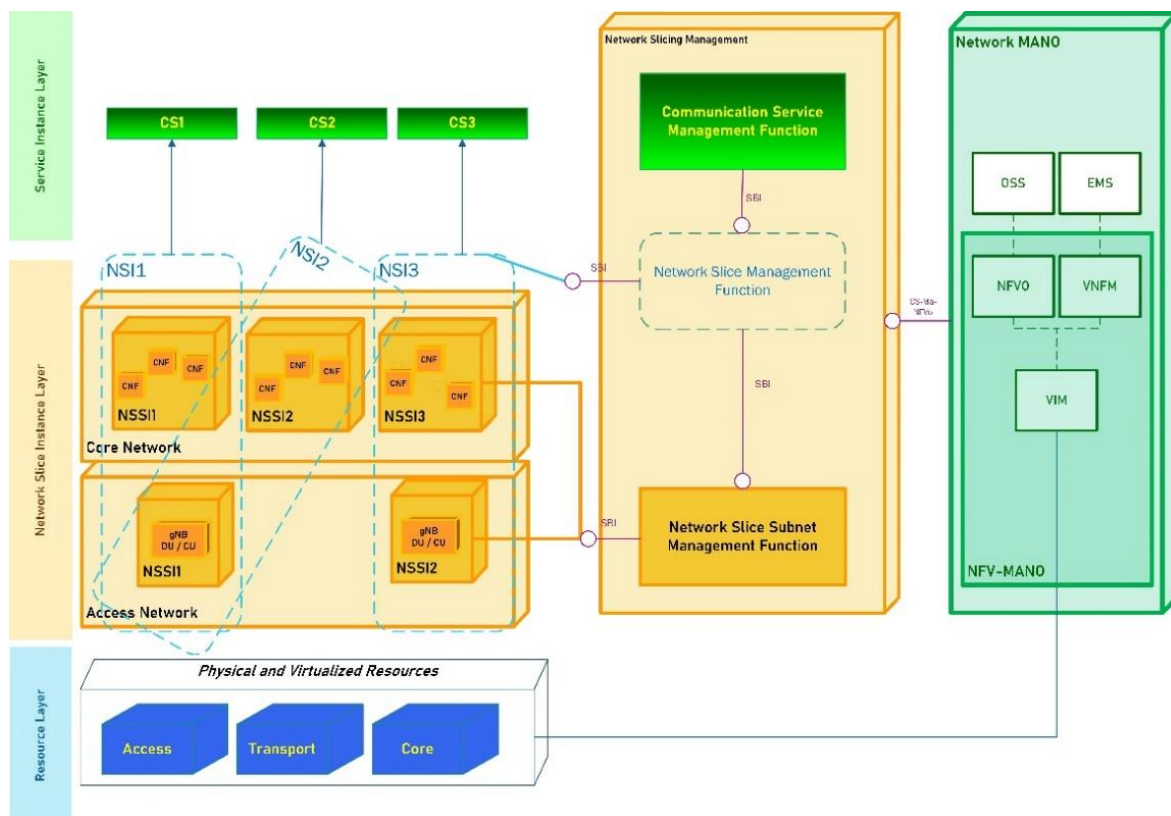 Service Instance Layer
Network Slice Instance Layer
Resource Layer
CS1
CS2
CS3
NSI1
NSI2
NSI3
CNF
CNF
CNF
NSSI1
CNF
CNF
CNF
NSSI2
CNF
CNF
CNF
NSSI3
Core Network
gNB
DU / CU
NSSI1
gNB
DU / CU
NSSI2
Access Network
Physical and Virtualized Resources
Access
Transport
Core
Network Slicing Management
Communication Service
Management Function
SBI
SBI
Network Slice Management
Function
SBI
SBI
Network Slice Subnet
Management Function
Network MANO
OSS
EMS
NFVO
VNFM
VIM
NFV-MANO